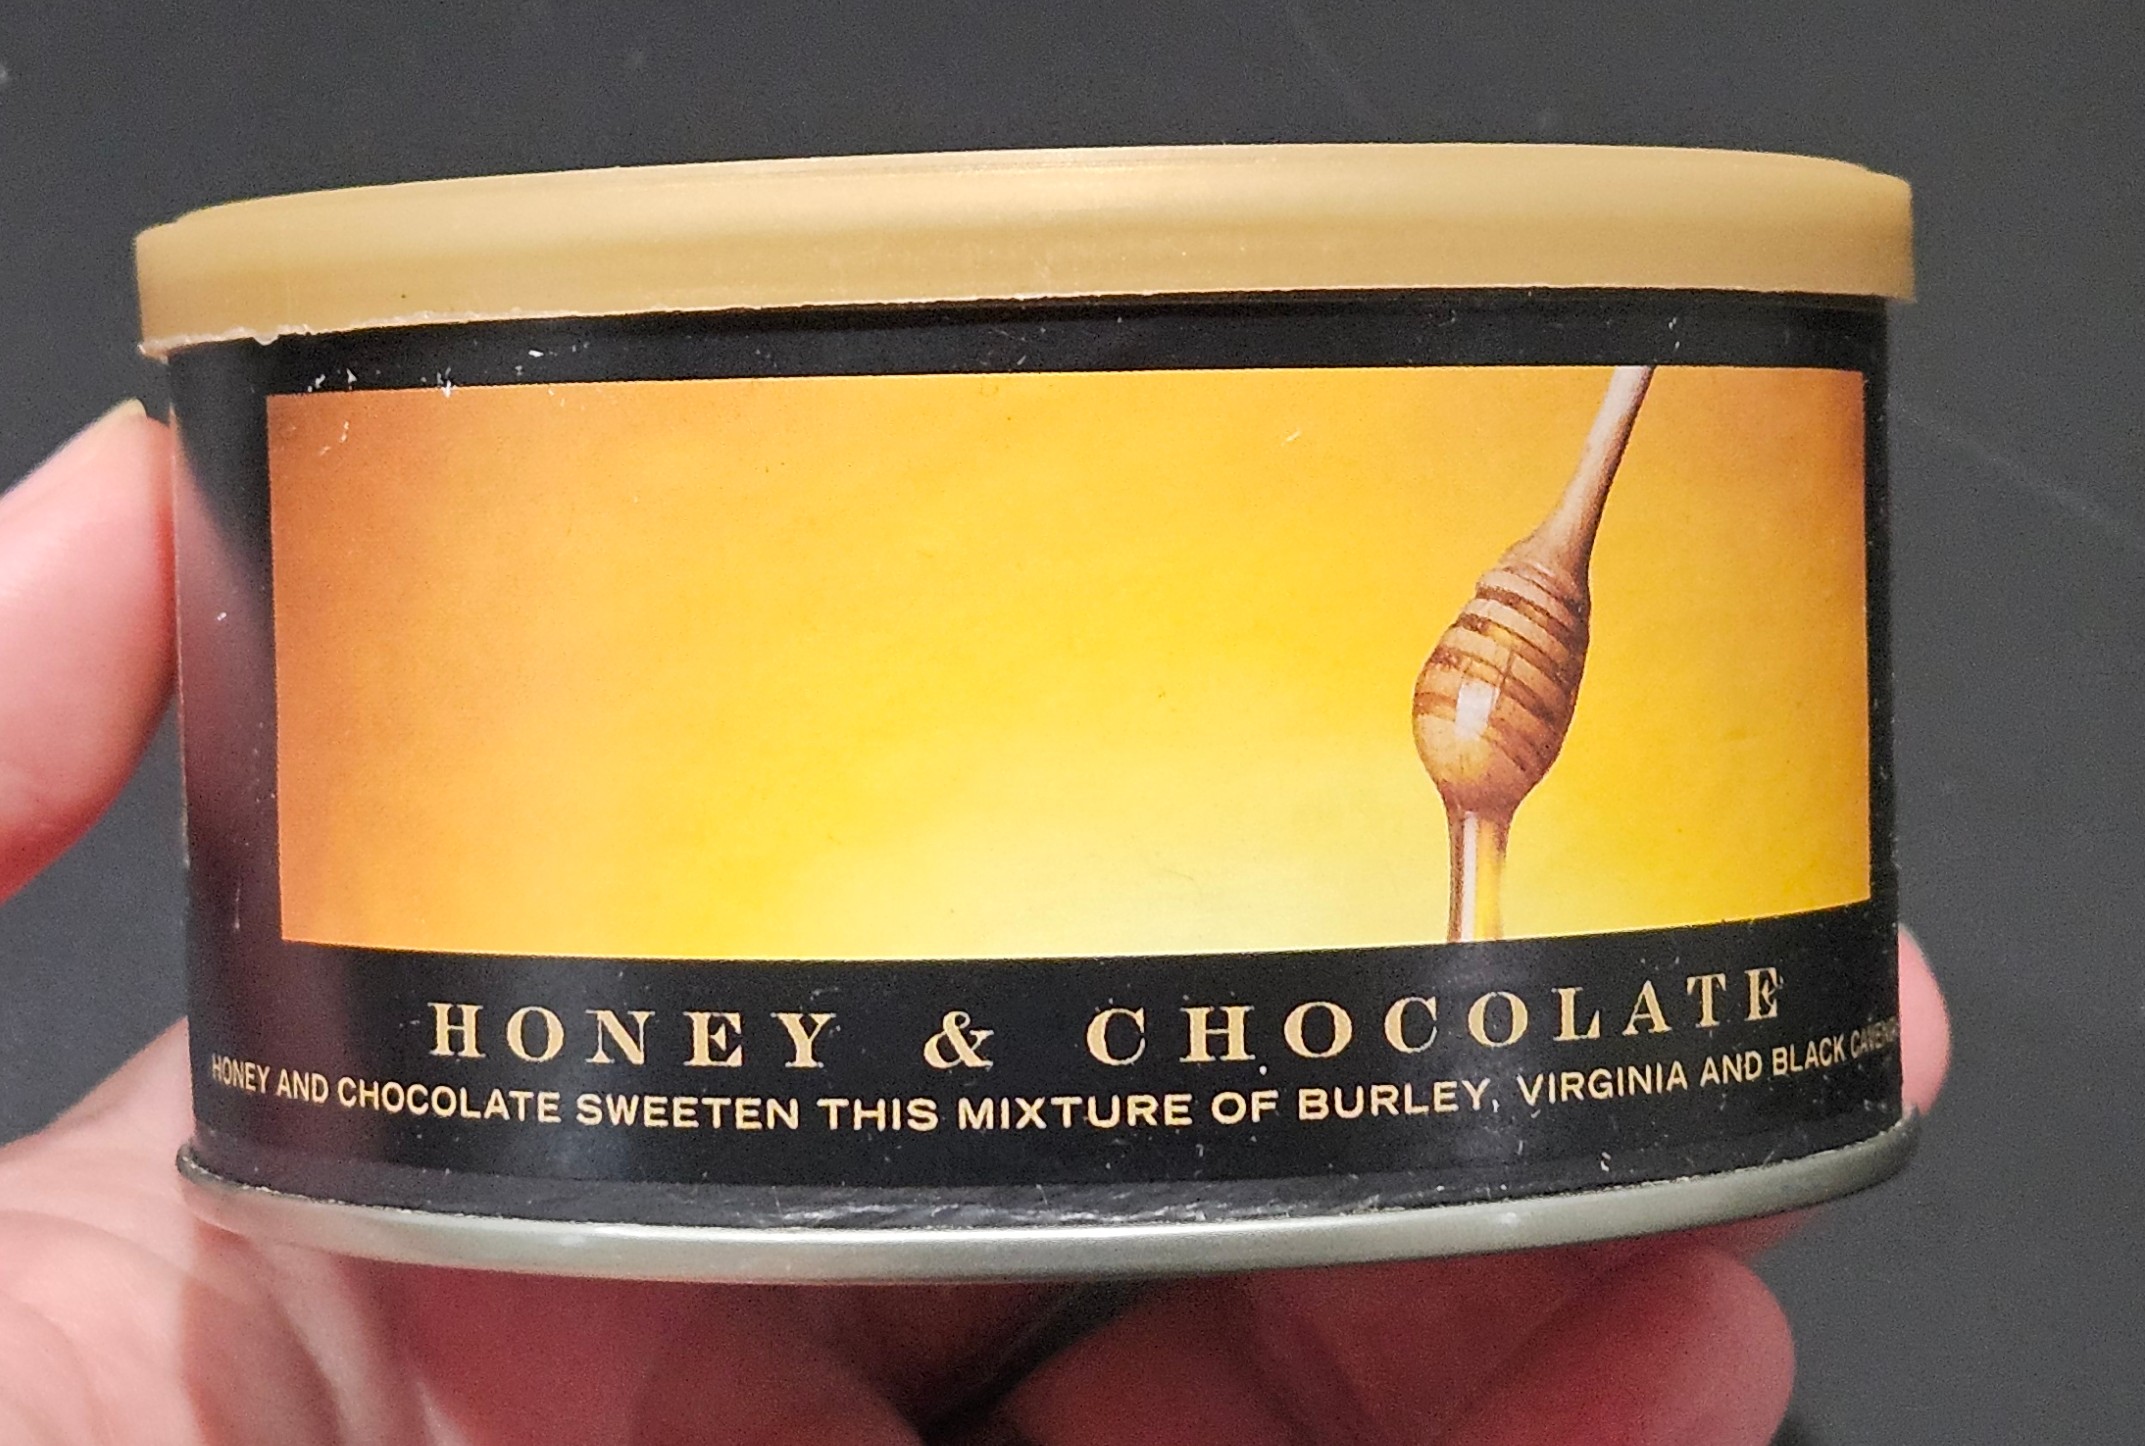 HONEY & CHOCOLATE
HONEY AND CHOCOLATE SWEETEN THIS MIXTURE OF BURLEY, VIRGINIA AND BLACK